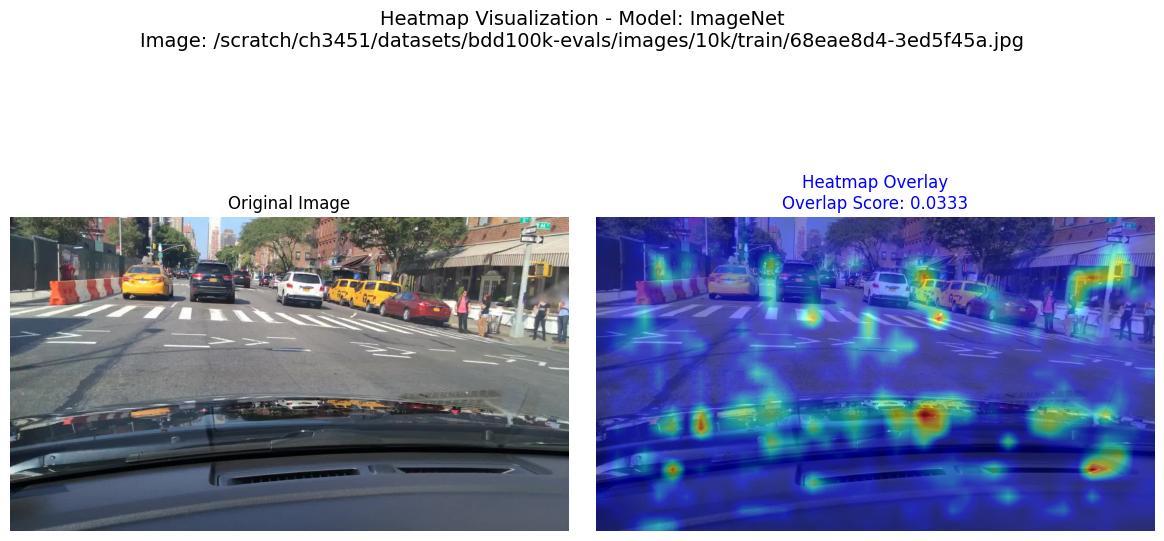 Heatmap Visualization - Model: ImageNet
Image: /scratch/ch3451/datasets/bdd100k-evals/images/10k/train/68eae8d4-3ed5f45a.jpg
Original Image
Heatmap Overlay
Overlap Score: 0.0333